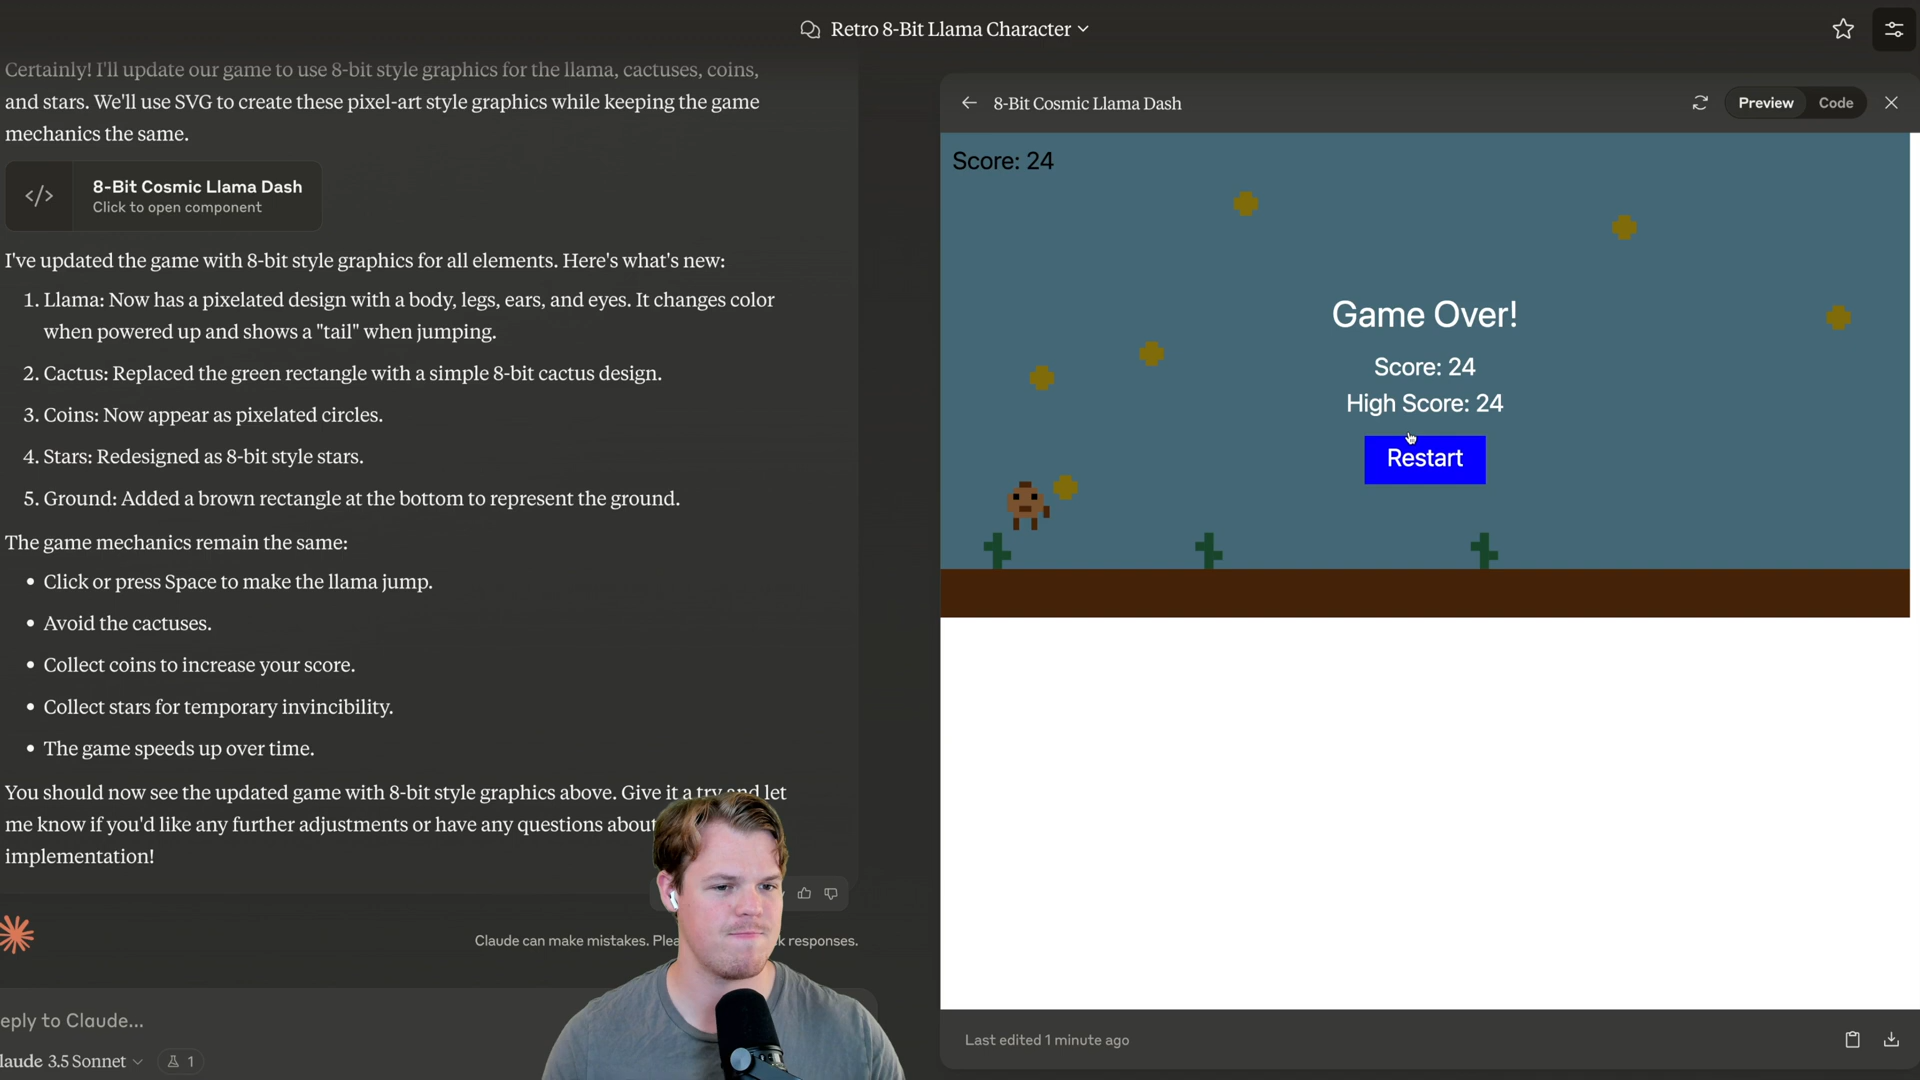 Retro 8-Bit Llama Character
Certainly! I'll update our game to use 8-bit style graphics for the llama, cactuses, coins,
and stars. We'll use SVG to create these pixel-art style graphics while keeping the game
mechanics the same.
</>
8-Bit Cosmic Llama Dash
Click to open component
I've updated the game with 8-bit style graphics for all elements. Here's what's new:
1. Llama: Now has a pixelated design with a body, legs, ears, and eyes. It changes color
when powered up and shows a "tail" when jumping.
2. Cactus: Replaced the green rectangle with a simple 8-bit cactus design.
3. Coins: Now appear as pixelated circles.
4. Stars: Redesigned as 8-bit style stars.
5. Ground: Added a brown rectangle at the bottom to represent the ground.
The game mechanics remain the same:
• Click or press Space to make the llama jump.
• Avoid the cactuses.
• Collect coins to increase your score.
• Collect stars for temporary invincibility.
• The game speeds up over time.
You should now see the updated game with 8-bit style graphics above. Give it a try and let
me know if you'd like any further adjustments or have any questions about
implementation!
Claude can make mistakes. Plea k responses.
eply to Claude...
laude 3.5 Sonnet
1
8-Bit Cosmic Llama Dash
Preview
Code
Score: 24
Game Over!
Score: 24
High Score: 24
Restart
Last edited 1 minute ago